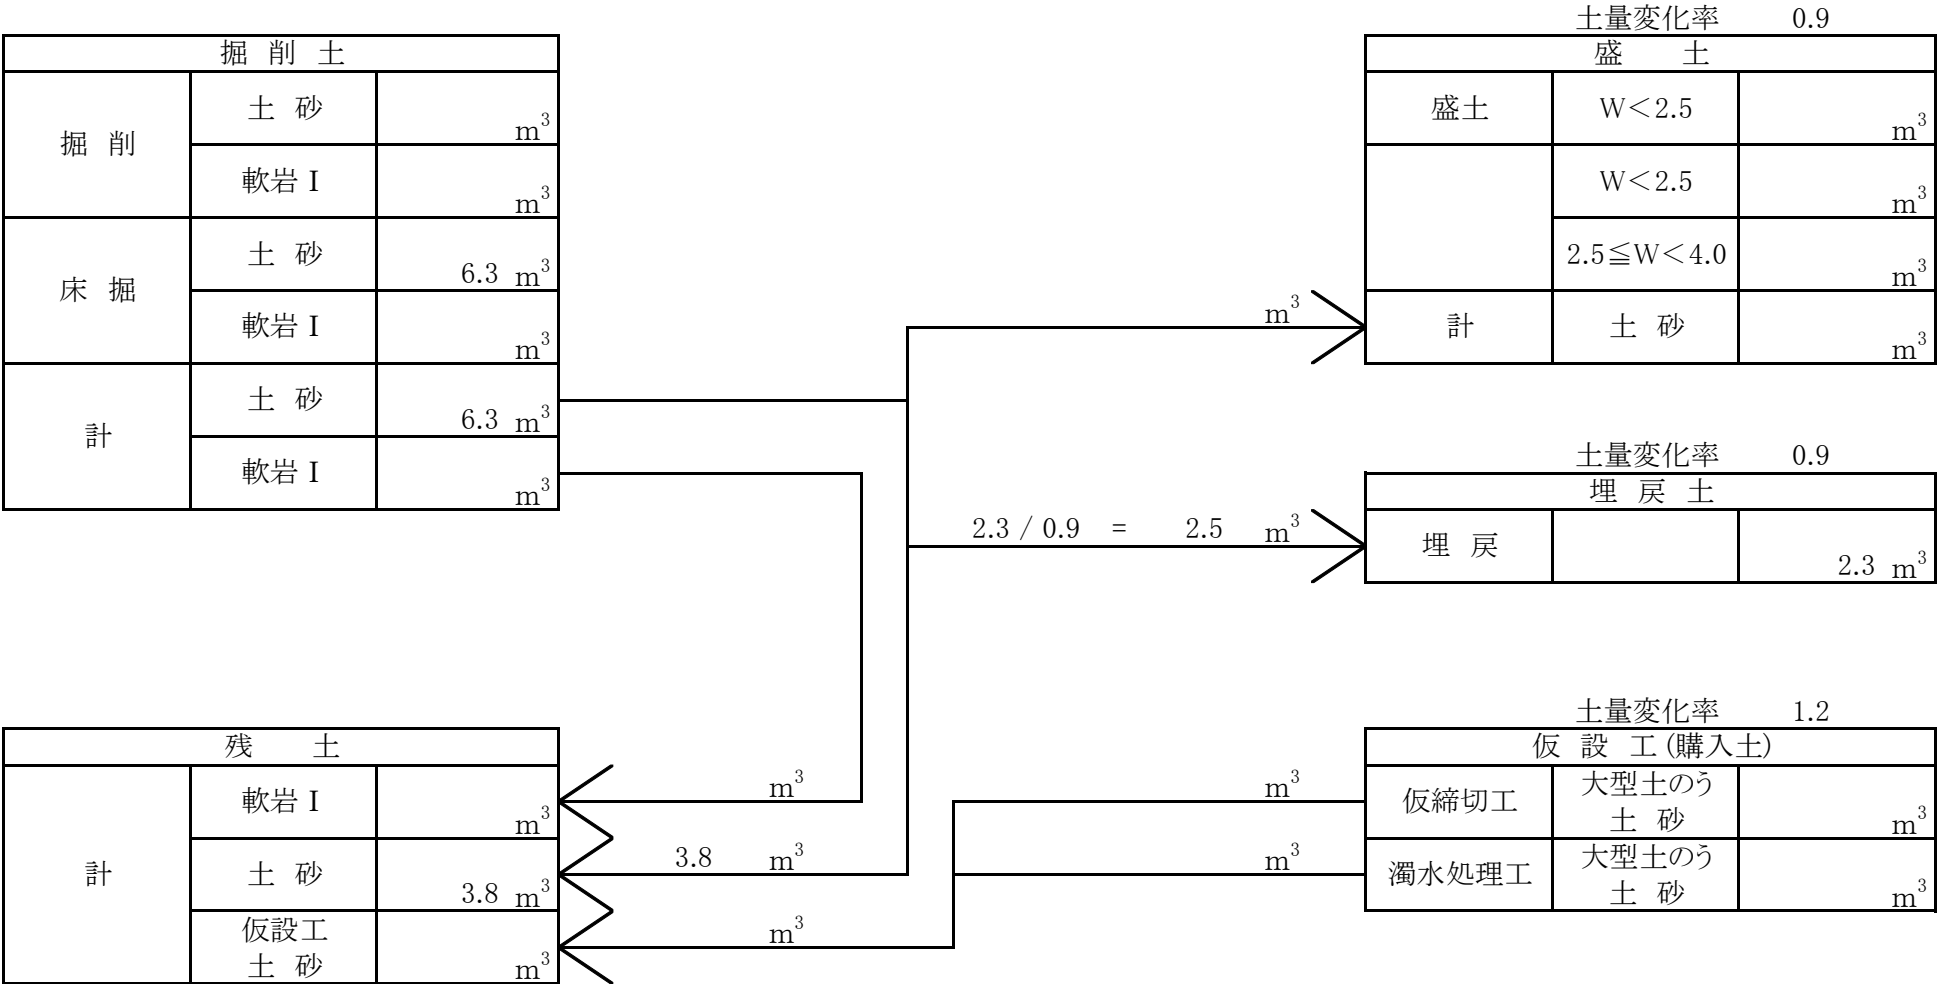 土量変化率 0.9
掘 削 土
掘 削 土 砂 m³
軟岩 I m³
床 掘 土 砂 6.3 m³
軟岩 I m³
計 土 砂 6.3 m³
軟岩 I m³
盛 土
盛土 W＜2.5 m³
W＜2.5 m³
2.5≦W＜4.0 m³
計 土 砂 m³
m³
土量変化率 0.9
埋 戻 土
埋 戻 2.3 m³
2.3 / 0.9 = 2.5 m³
残 土
計 軟岩 I m³
土 砂 3.8 m³
仮設工
土 砂 m³
m³
3.8 m³
m³
土量変化率 1.2
仮 設 工 (購入土)
仮締切工 大型土のう
土 砂 m³
濁水処理工 大型土のう
土 砂 m³
m³
m³